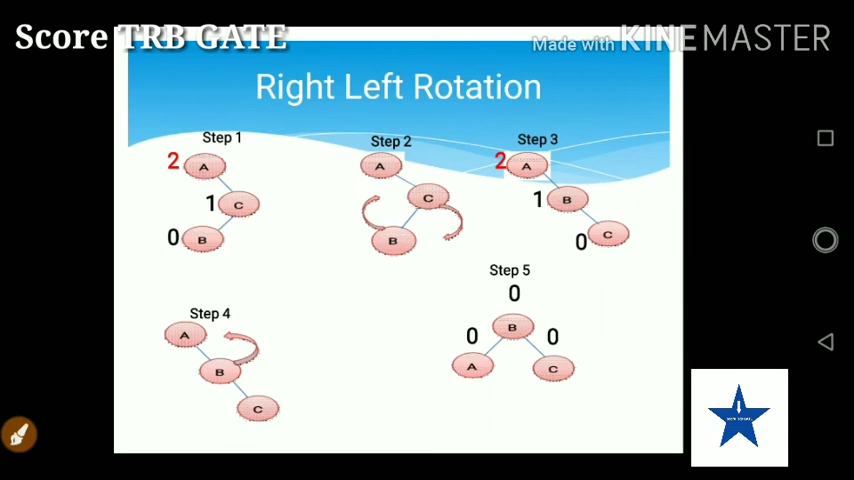 Score TRB GATE
Made with KINEMASTER
Right Left Rotation
Step 1
2 A
1 C
0 B
Step 2
A
C
B
Step 3
2 A
1 B
0 C
Step 4
A
B
C
Step 5
0
0 B 0
A C